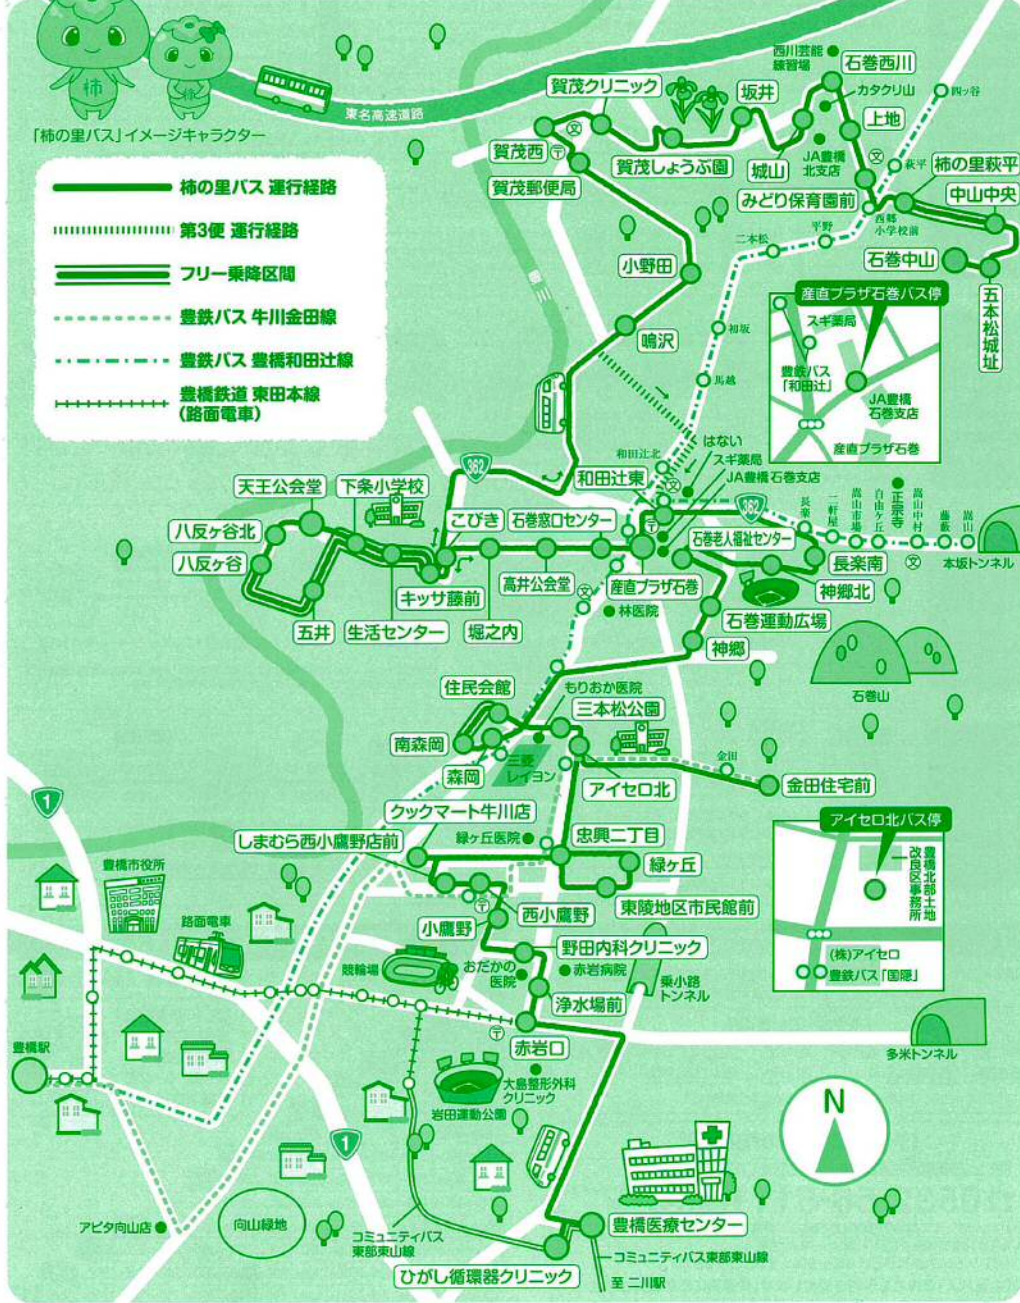 柿
柿
「柿の里バス」イメージキャラクター
東名高速道路
柿の里バス 運行経路
第3便 運行経路
フリー乗降区間
豊鉄バス 牛川金田線
豊鉄バス 豊橋和田辻線
豊橋鉄道 東田本線
(路面電車)
西川芸能
練習場
石巻西川
カタクリ山
四ッ谷
賀茂クリニック
坂井
上地
賀茂西
賀茂しょうぶ園
城山
JA豊橋
北支店
文
萩平
柿の里萩平
賀茂郵便局
みどり保育園前
中山中央
西郷
小学校前
二本松
平野
小野田
石巻中山
五本松城址
産直プラザ石巻バス停
スギ薬局
豊鉄バス
「和田辻」
JA豊橋
石巻支店
産直プラザ石巻
初坂
鳴沢
馬越
はない
スギ薬局
JA豊橋石巻支店
和田辻北
和田辻東
362
362
天王公会堂
下条小学校
こびき
石巻窓口センター
石巻老人福祉センター
長楽
一軒屋
嵩山市場
自由ケ丘
正宗寺
嵩山中村
藤蔵
嵩山
本坂トンネル
八反ヶ谷北
八反ヶ谷
キッサ藤前
高井公会堂
産直プラザ石巻
長楽南
神郷北
五井
生活センター
堀之内
林医院
石巻運動広場
神郷
石巻山
住民会館
もりおか医院
三本松公園
南森岡
森岡
三菱
レイヨン
アイセロ北
金田
金田住宅前
1
クックマート牛川店
しまむら西小鷹野店前
緑ヶ丘医院
忠興二丁目
緑ヶ丘
東陵地区市民館前
アイセロ北バス停
豊橋北部土地
改良区事務所
(株)アイセロ
豊鉄バス「国隠」
豊橋市役所
路面電車
西小鷹野
小鷹野
競輪場
おだかの
医院
野田内科クリニック
赤岩病院
乗小路
トンネル
浄水場前
赤岩口
多米トンネル
豊橋駅
大島整形外科
クリニック
岩田運動公園
N
1
アピタ向山店
向山緑地
コミュニティバス
東部東山線
豊橋医療センター
コミュニティバス東部東山線
ひがし循環器クリニック
至 二川駅